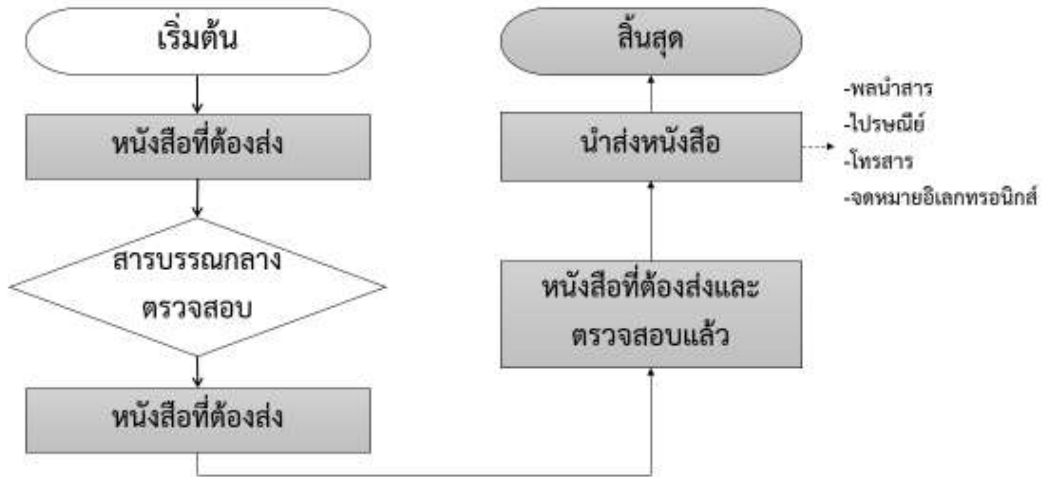 เริ่มต้น
หนังสือที่ต้องส่ง
สารบรรณกลาง
ตรวจสอบ
หนังสือที่ต้องส่ง
หนังสือที่ต้องส่งและ
ตรวจสอบแล้ว
นำส่งหนังสือ
-พลนำสาร
-ไปรษณีย์
-โทรสาร
-จดหมายอิเลกทรอนิกส์
สิ้นสุด